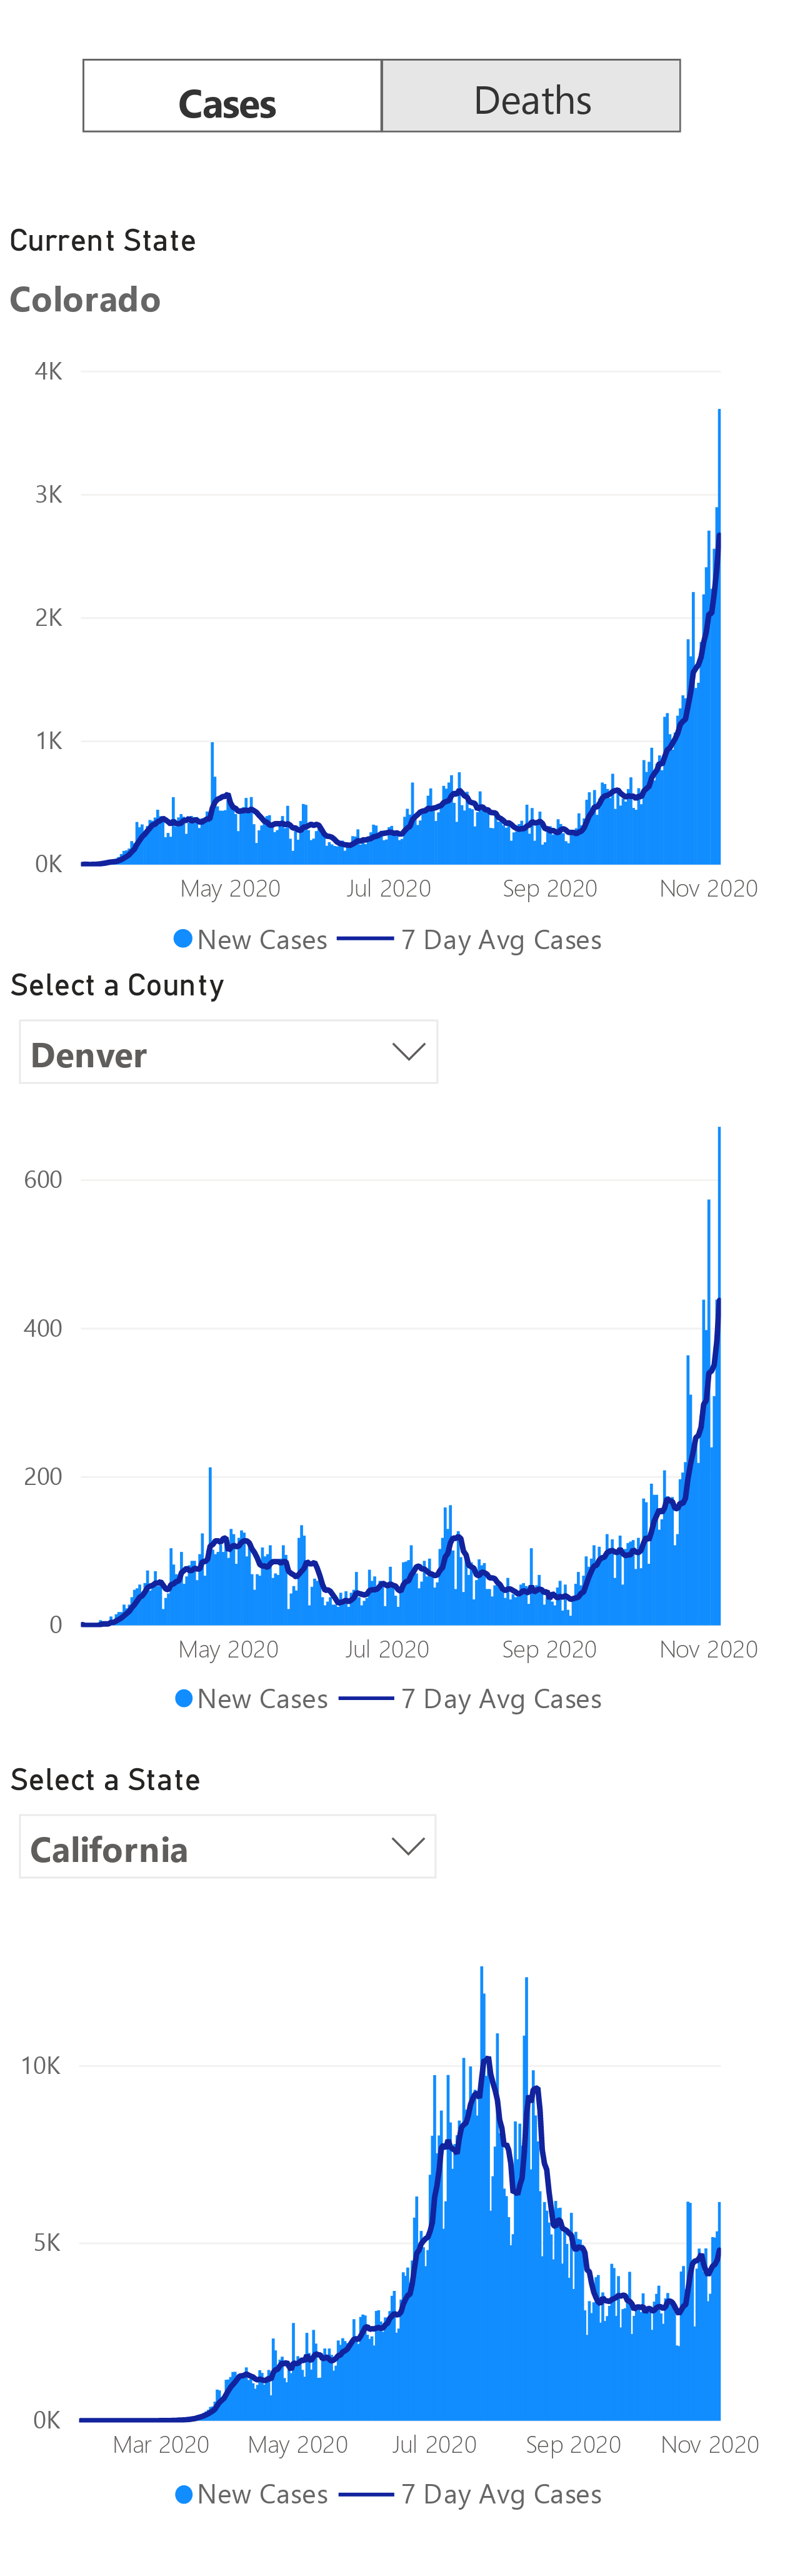 Cases Deaths
Current State
Colorado
4K
3K
2K
1K
0K
May 2020 Jul 2020 Sep 2020 Nov 2020
New Cases 7 Day Avg Cases
Select a County
Denver
600
400
200
0
May 2020 Jul 2020 Sep 2020 Nov 2020
New Cases 7 Day Avg Cases
Select a State
California
10K
5K
0K
Mar 2020 May 2020 Jul 2020 Sep 2020 Nov 2020
New Cases 7 Day Avg Cases